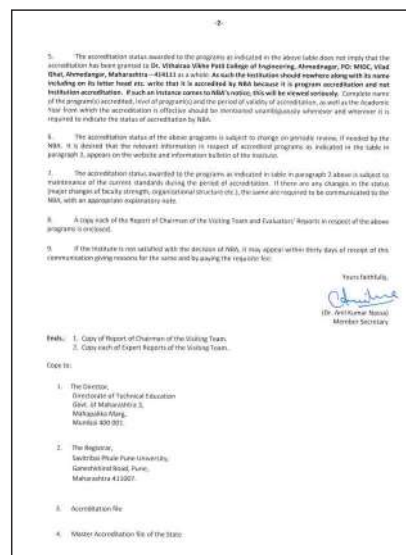 -2-
5. The accreditation status awarded to the programs as indicated in the above table does not imply that the
accreditation has been granted to Dr. Vithalrao Vikhe Patil College of Engineering, Ahmednagar, PO: MIDC, Vilad
Ghat, Ahmednagar, Maharashtra – 414111 as a whole. As such the Institution should nowhere along with its name
including on its letter head etc. write that it is accredited by NBA because it is program accreditation and not
Institution accreditation. If such an instance comes to NBA's notice, this will be viewed seriously. Complete name
of the program(s) accredited, level of program(s) and the period of validity of accreditation, as well as the Academic
Year from which the accreditation is effective should be mentioned unambiguously whenever and wherever it is
required to indicate the status of accreditation by NBA.
6. The accreditation status of the above programs is subject to change on periodic review, if needed by the
NBA. It is desired that the relevant information in respect of accredited programs as indicated in the table in
paragraph 2, appears on the website and information bulletin of the Institute.
7. The accreditation status awarded to the programs as indicated in table in paragraph 2 above is subject to
maintenance of the current standards during the period of accreditation. If there are any changes in the status
(major changes of faculty strength, organizational structure etc.), the same are required to be communicated to the
NBA, with an appropriate explanatory note.
8. A copy each of the Report of Chairman of the Visiting Team and Evaluators' Reports in respect of the above
programs is enclosed.
9. If the Institute is not satisfied with the decision of NBA, it may appeal within thirty days of receipt of this
communication giving reasons for the same and by paying the requisite fee.
Yours faithfully,
(Dr. Anil Kumar Nassa)
Member Secretary
Encls.: 1. Copy of Report of Chairman of the Visiting Team.
2. Copy each of Expert Reports of the Visiting Team.
Copy to:
1. The Director,
Directorate of Technical Education
Govt. of Maharashtra 3,
Mahapalika Marg,
Mumbai 400 001.
2. The Registrar,
Savitribai Phule Pune University,
Ganeshkhind Road, Pune,
Maharashtra 411007.
3. Accreditation file
4. Master Accreditation file of the State